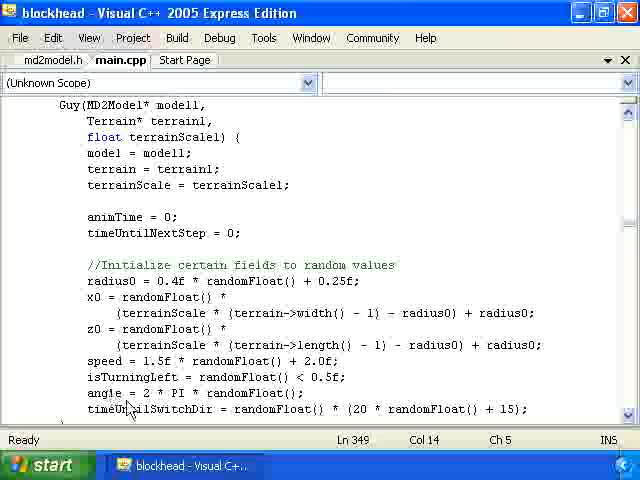 blockhead - Visual C++ 2005 Express Edition
File Edit View Project Build Debug Tools Window Community Help
md2model.h main.cpp Start Page
(Unknown Scope)
Guy(MD2Model* model1,
Terrain* terrain1,
float terrainScale1) {
model = model1;
terrain = terrain1;
terrainScale = terrainScale1;
animTime = 0;
timeUntilNextStep = 0;
//Initialize certain fields to random values
radius0 = 0.4f * randomFloat() + 0.25f;
x0 = randomFloat() *
(terrainScale * (terrain->width() - 1) - radius0) + radius0;
z0 = randomFloat() *
(terrainScale * (terrain->length() - 1) - radius0) + radius0;
speed = 1.5f * randomFloat() + 2.0f;
isTurningLeft = randomFloat() < 0.5f;
angle = 2 * PI * randomFloat();
timeUntilSwitchDir = randomFloat() * (20 * randomFloat() + 15);
Ready Ln 349 Col 14 Ch 5 INS
start blockhead - Visual C++...